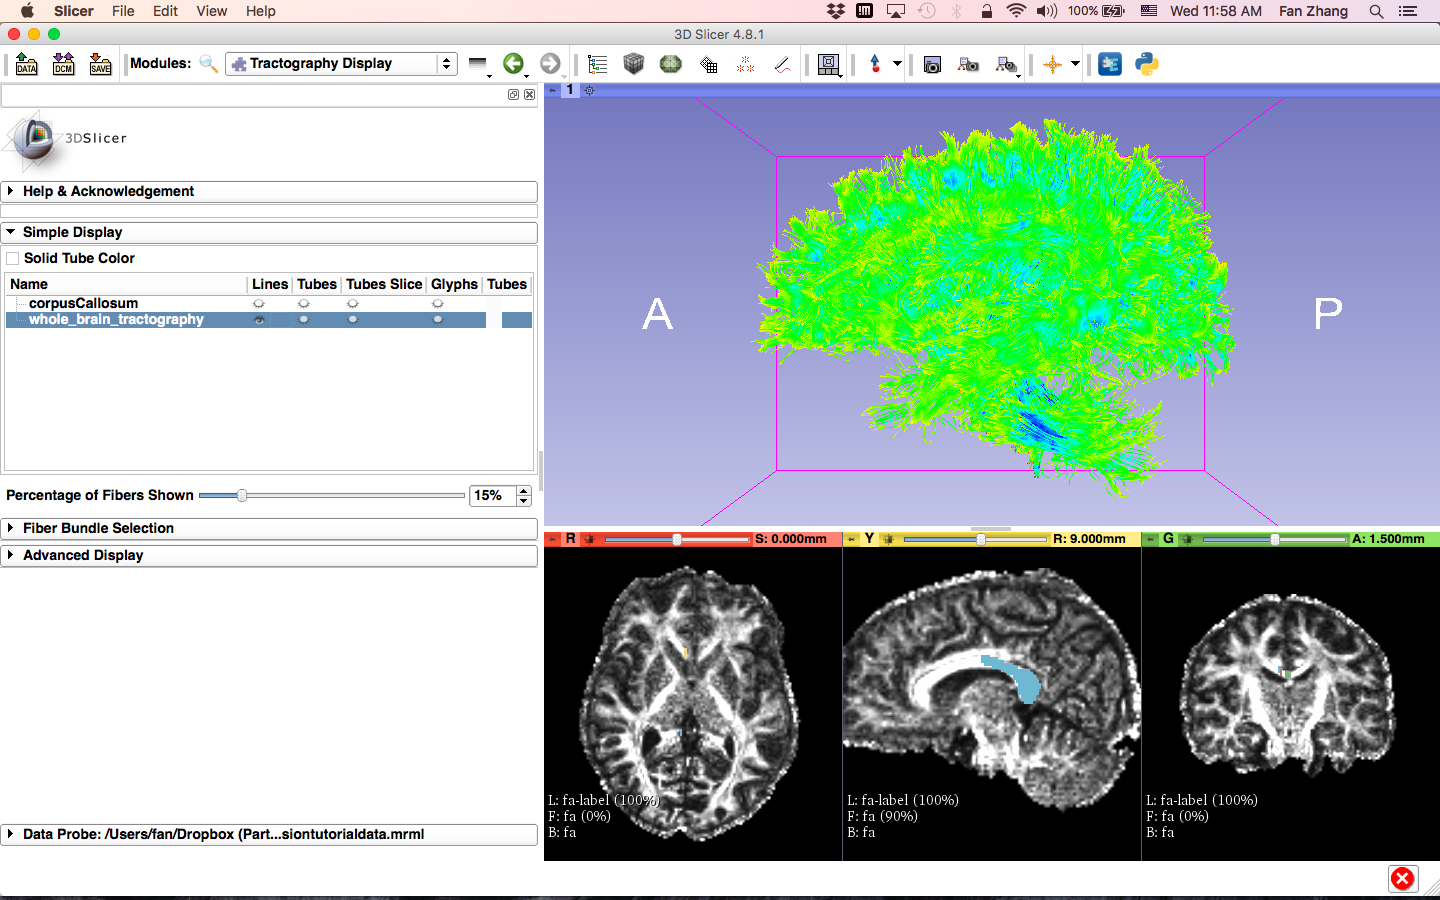 Slicer File Edit View Help 100% Wed 11:58 AM Fan Zhang
3D Slicer 4.8.1
DATA DCM SAVE Modules: Tractography Display
1
3DSlicer
Help & Acknowledgement
Simple Display
Solid Tube Color
Name Lines Tubes Tubes Slice Glyphs Tubes
corpusCallosum
whole_brain_tractography
Percentage of Fibers Shown 15%
Fiber Bundle Selection
Advanced Display
Data Probe: /Users/fan/Dropbox (Part...siontutorialdata.mrml
A P
R S: 0.000mm
L: fa-label (100%)
F: fa (0%)
B: fa
Y R: 9.000mm
L: fa-label (100%)
F: fa (90%)
B: fa
G A: 1.500mm
L: fa-label (100%)
F: fa (0%)
B: fa